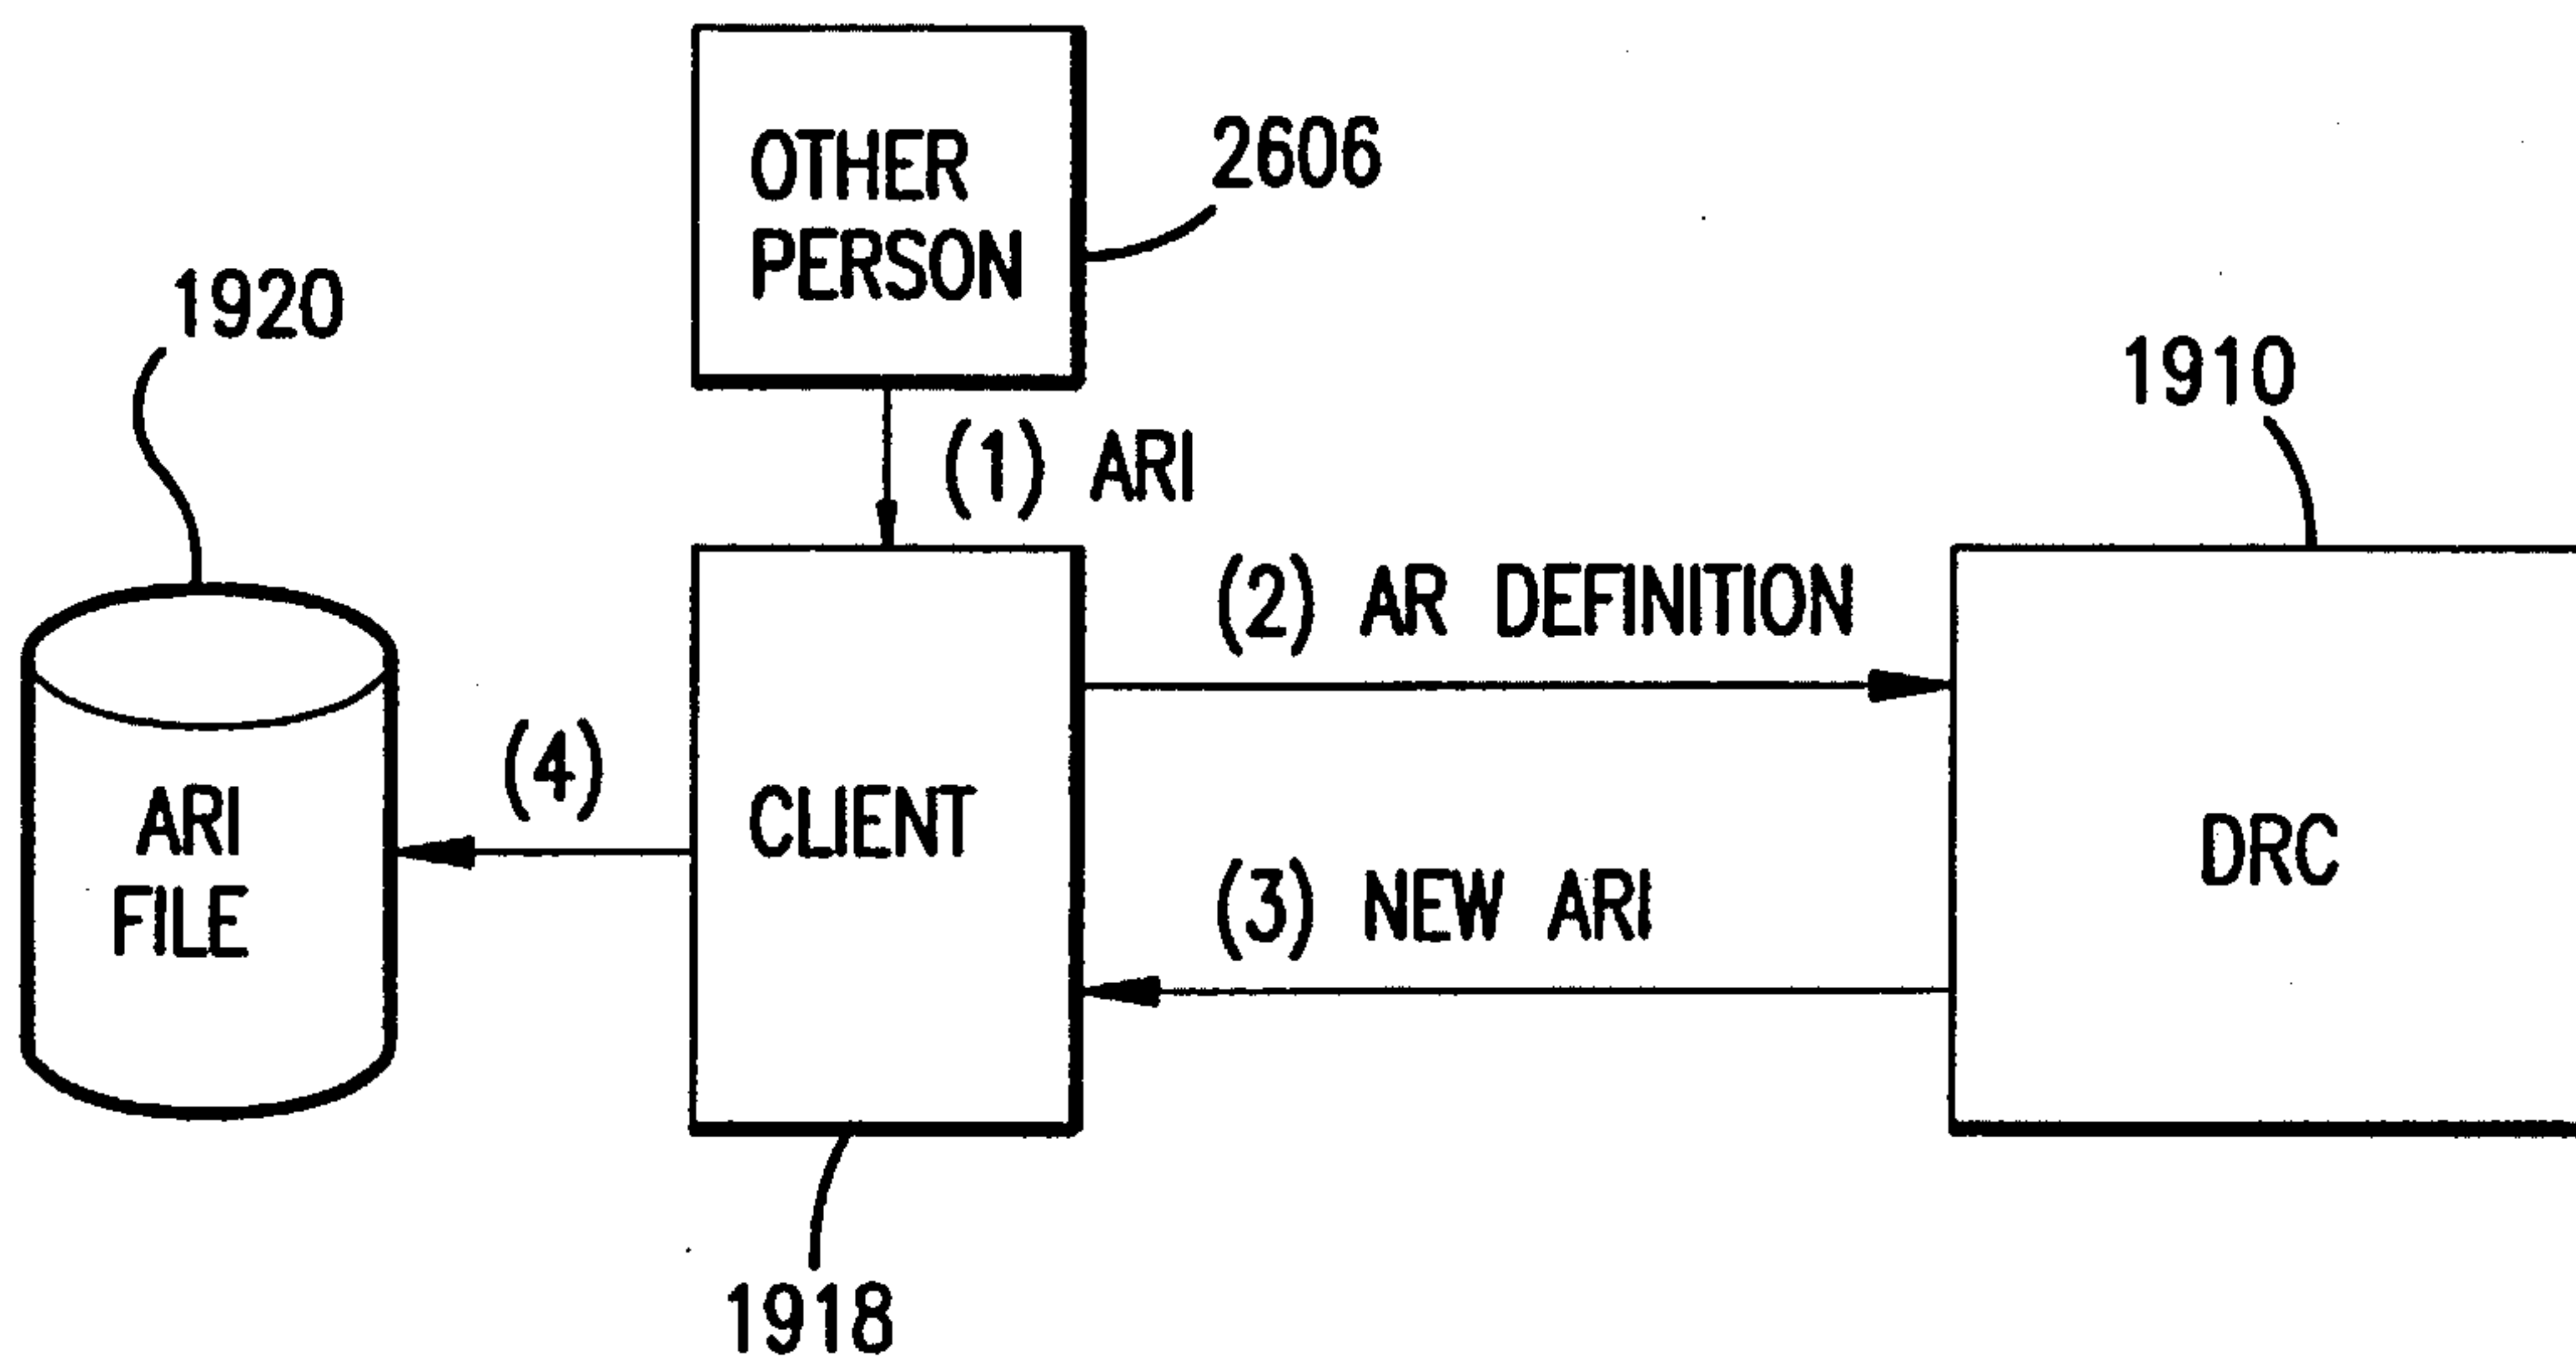 OTHER
PERSON
2606
1920
1910
(1) ARI
(2) AR DEFINITION
(4)
ARI
FILE
CLIENT
DRC
(3) NEW ARI
1918